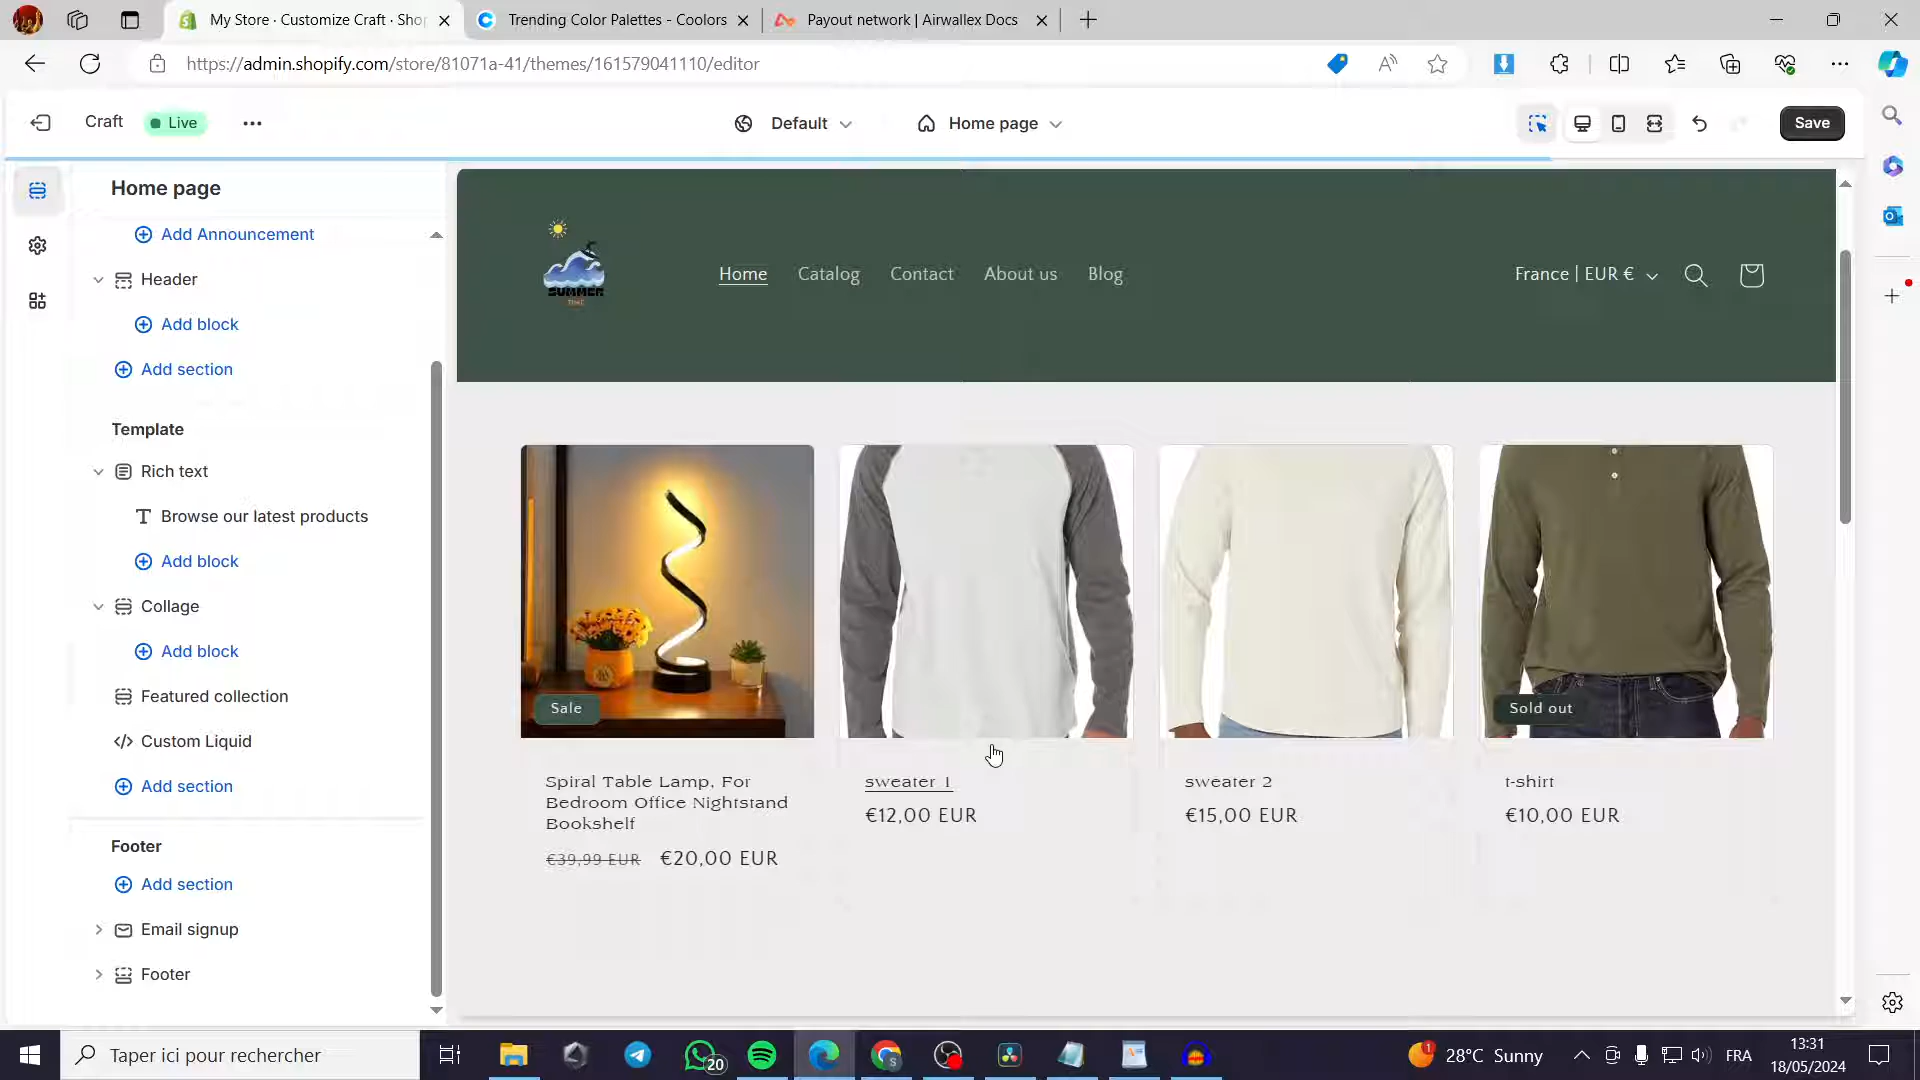 My Store · Customize Craft · Sho
Trending Color Palettes - Coolors
Payout network | Airwallex Docs
https://admin.shopify.com/store/81071a-41/themes/161579041110/editor
Craft
Live
Default
Home page
Save
Home page
Add Announcement
Header
Add block
Add section
Template
Rich text
Browse our latest products
Add block
Collage
Add block
Featured collection
Custom Liquid
Add section
Footer
Add section
Email signup
Footer
SUMMER
TIME
Home
Catalog
Contact
About us
Blog
France | EUR €
Sale
Sold out
Spiral Table Lamp, For
Bedroom Office Nightstand
Bookshelf
€39,99 EUR €20,00 EUR
sweater 1
€12,00 EUR
sweater 2
€15,00 EUR
t-shirt
€10,00 EUR
Taper ici pour rechercher
20
1
28°C Sunny
FRA
13:31
18/05/2024